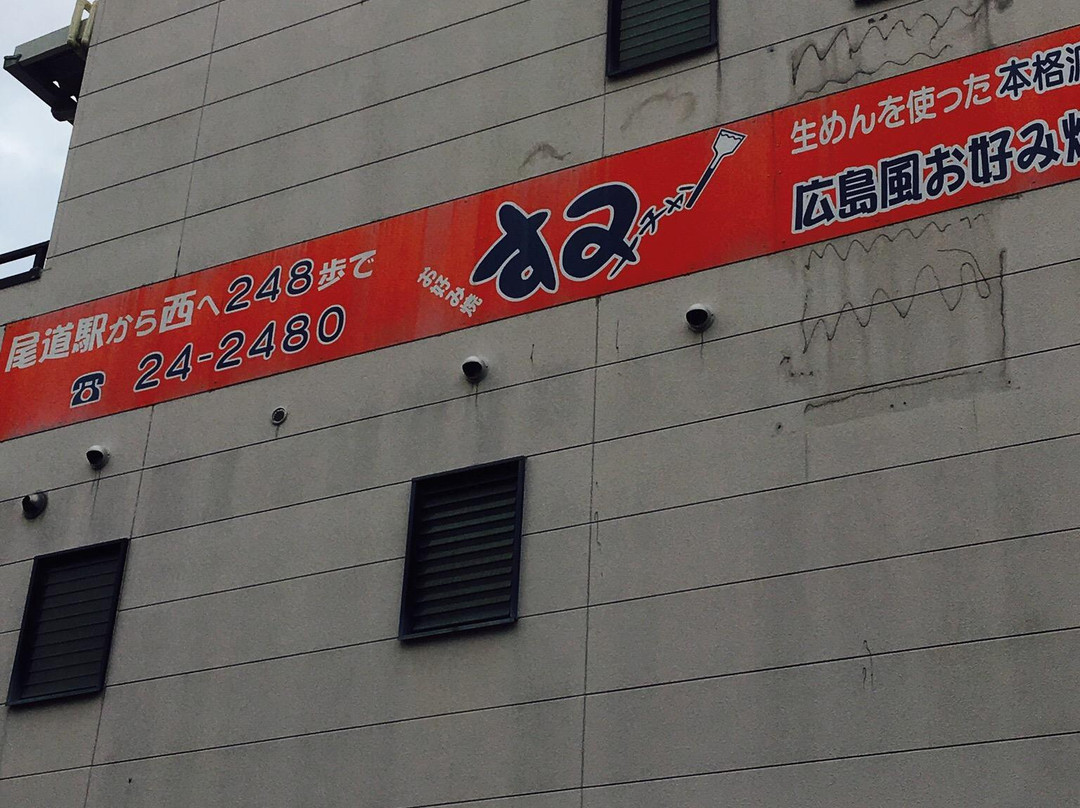 尾道駅から西へ248歩で
☎ 24-2480
お好み焼
すみ
チャン
生めんを使った本格派
広島風お好み焼